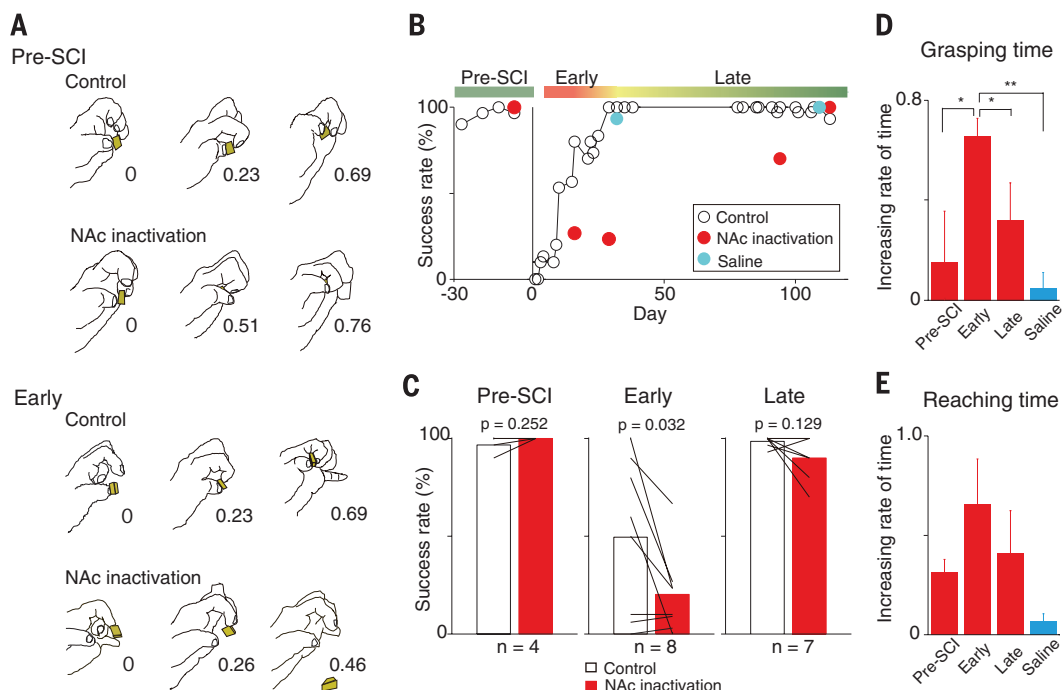 A
Pre-SCI
Control
0
0.23
0.69
NAc inactivation
0
0.51
0.76
Early
Control
0
0.23
0.69
NAc inactivation
0
0.26
0.46
B
Pre-SCI
Early
Late
100
0
Success rate (%)
-30
0
50
100
Day
Control
NAc inactivation
Saline
C
Pre-SCI
Early
Late
p = 0.252
p = 0.032
p = 0.129
100
0
Success rate (%)
n = 4
n = 8
n = 7
Control
NAc inactivation
D
Grasping time
0.8
0
Increasing rate of time
*
*
**
Pre-SCI
Early
Late
Saline
E
Reaching time
1.0
0
Increasing rate of time
Pre-SCI
Early
Late
Saline